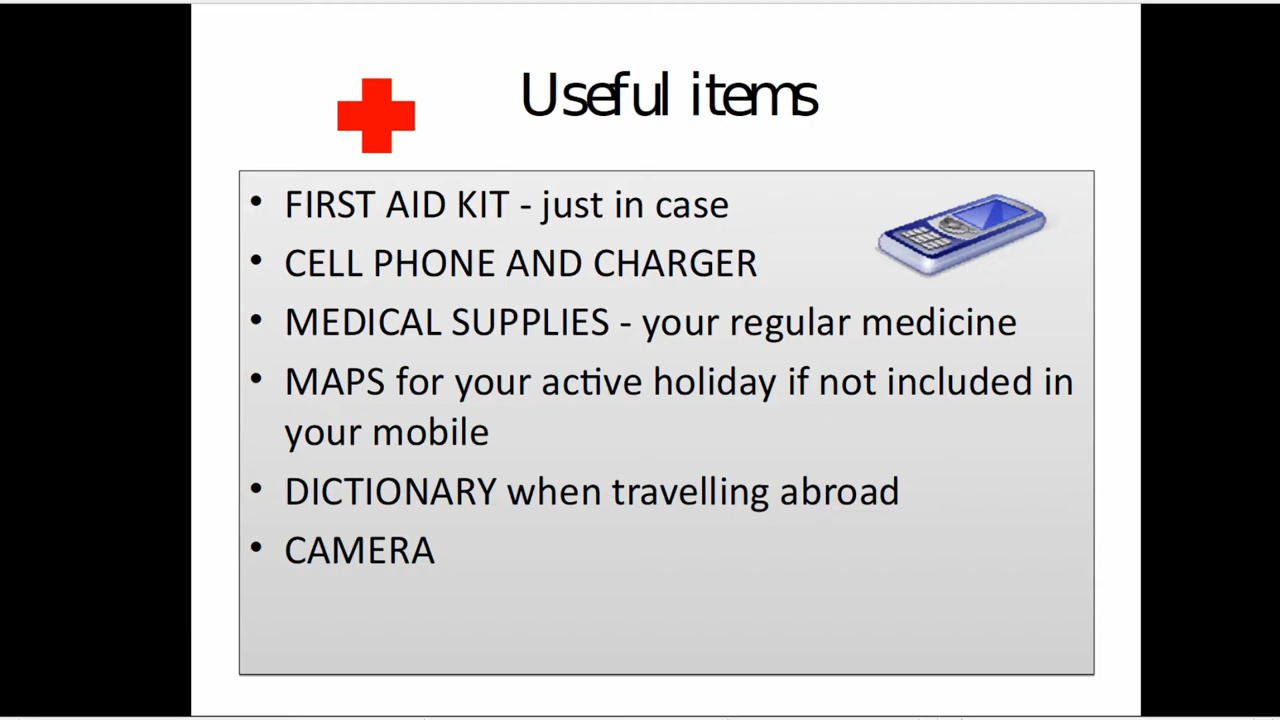 Useful items
• FIRST AID KIT - just in case
• CELL PHONE AND CHARGER
• MEDICAL SUPPLIES - your regular medicine
• MAPS for your active holiday if not included in
your mobile
• DICTIONARY when travelling abroad
• CAMERA